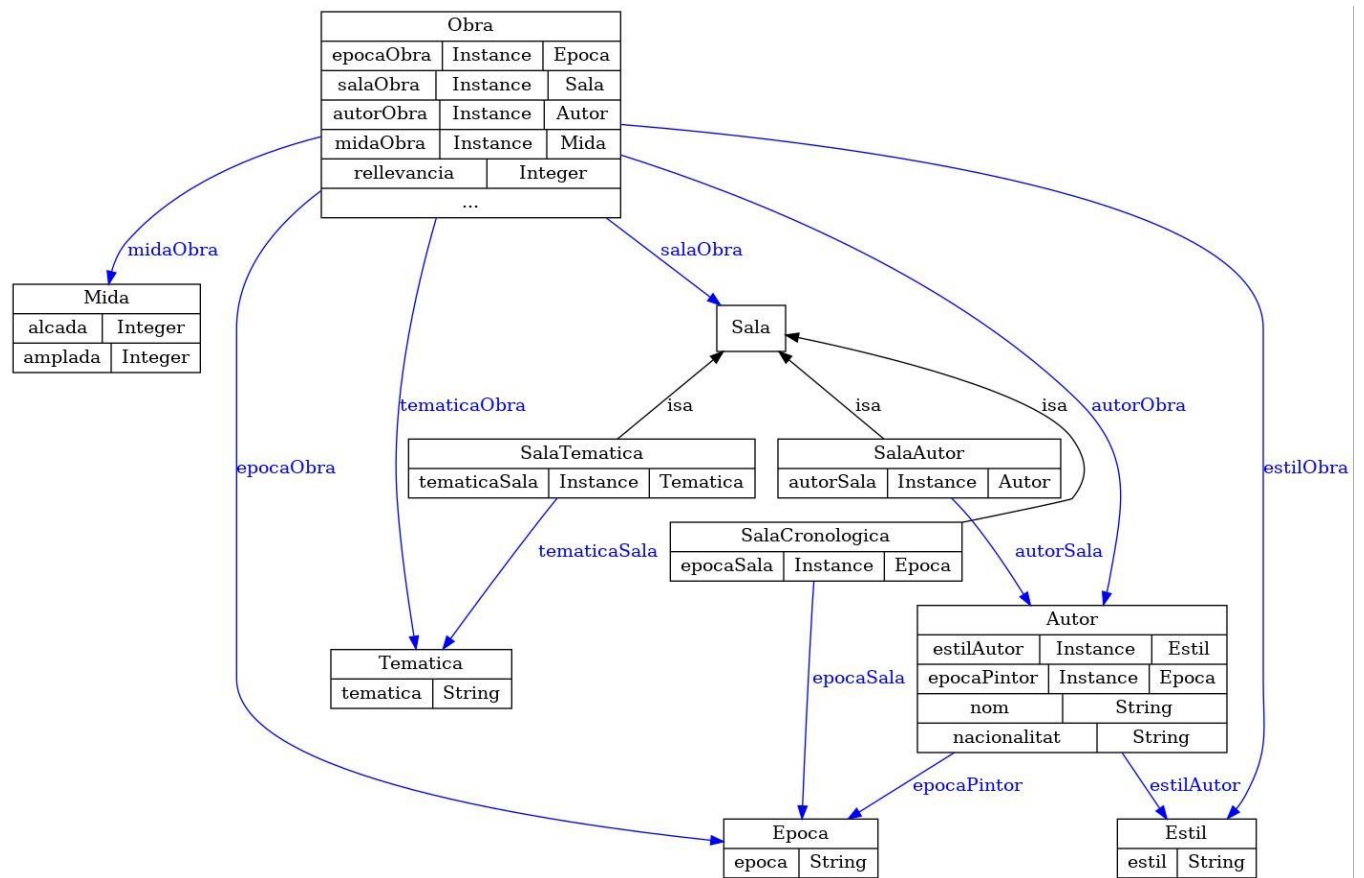 Obra
epocaObra Instance Epoca
salaObra Instance Sala
autorObra Instance Autor
midaObra Instance Mida
rellevancia Integer
...
midaObra
salaObra
Mida
alcada Integer
amplada Integer
Sala
tematicaObra
isa
isa
isa
autorObra
epocaObra
estilObra
SalaTematica
tematicaSala Instance Tematica
SalaAutor
autorSala Instance Autor
SalaCronologica
epocaSala Instance Epoca
tematicaSala
autorSala
Autor
estilAutor Instance Estil
epocaPintor Instance Epoca
nom String
nacionalitat String
Tematica
tematica String
epocaSala
epocaPintor
estilAutor
Epoca
epoca String
Estil
estil String